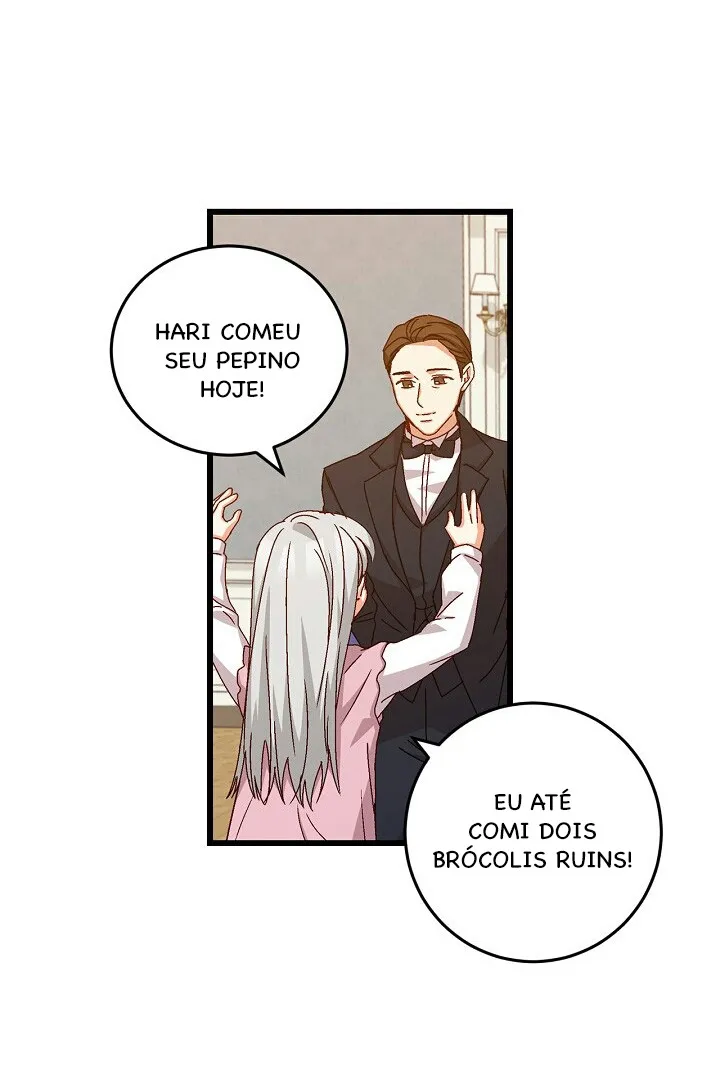 HARI COMEU
SEU PEPINO
HOJE!
EU ATÉ
COMI DOIS
BRÓCOLIS RUINS!